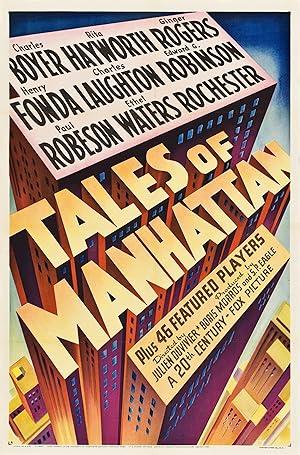 Charles Rita Ginger
BOYER HAYWORTH ROGERS
Henry Charles Edward G.
FONDA LAUGHTON ROBINSON
Paul Ethel
ROBESON WATERS ROCHESTER
TALES OF
MANHATTAN
Plus 46 FEATURED PLAYERS
Directed by Produced by
JULIEN DUVIVIER • BORIS MORROS and S.P. EAGLE
A 20th CENTURY-FOX PICTURE